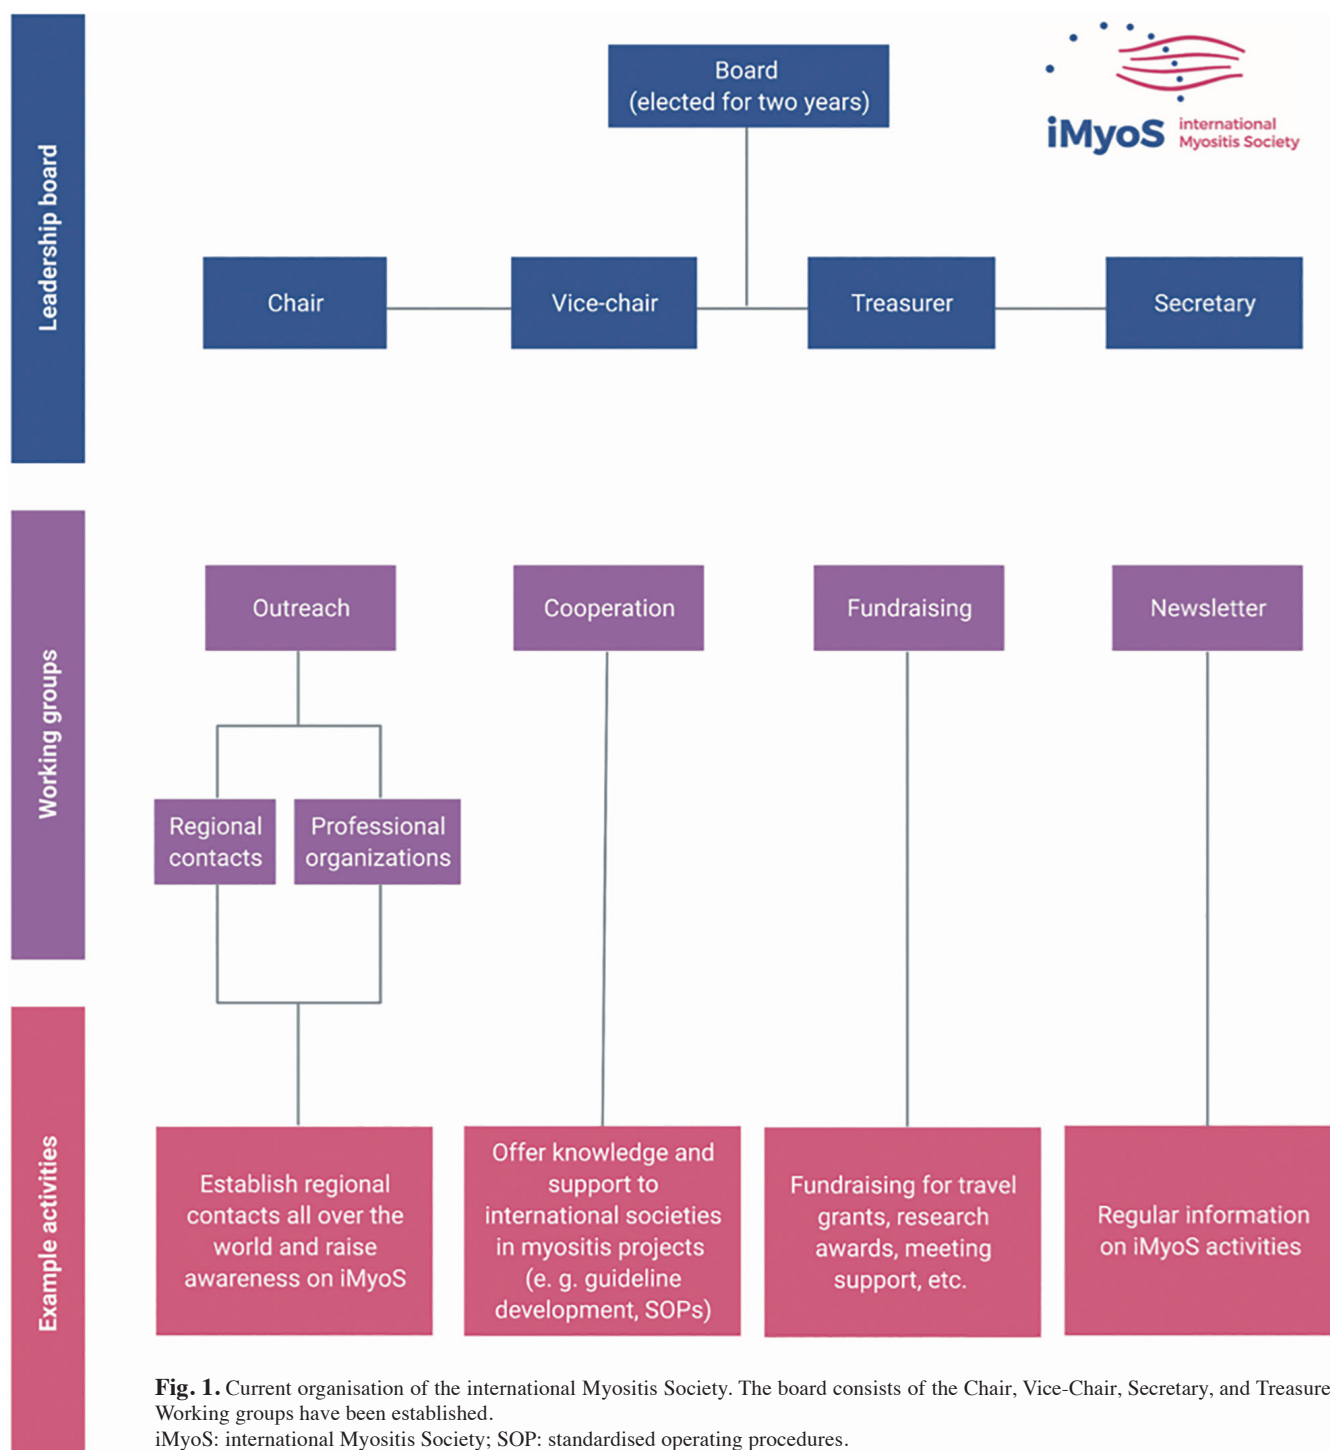 Leadership board
Board
(elected for two years)
iMyoS
international
Myositis Society
Chair
Vice-chair
Treasurer
Secretary
Working groups
Outreach
Cooperation
Fundraising
Newsletter
Regional
contacts
Professional
organizations
Example activities
Establish regional
contacts all over the
world and raise
awareness on iMyoS
Offer knowledge and
support to
international societies
in myositis projects
(e. g. guideline
development, SOPs)
Fundraising for travel
grants, research
awards, meeting
support, etc.
Regular information
on iMyoS activities
Fig. 1. Current organisation of the international Myositis Society. The board consists of the Chair, Vice-Chair, Secretary, and Treasure
Working groups have been established.
iMyoS: international Myositis Society; SOP: standardised operating procedures.